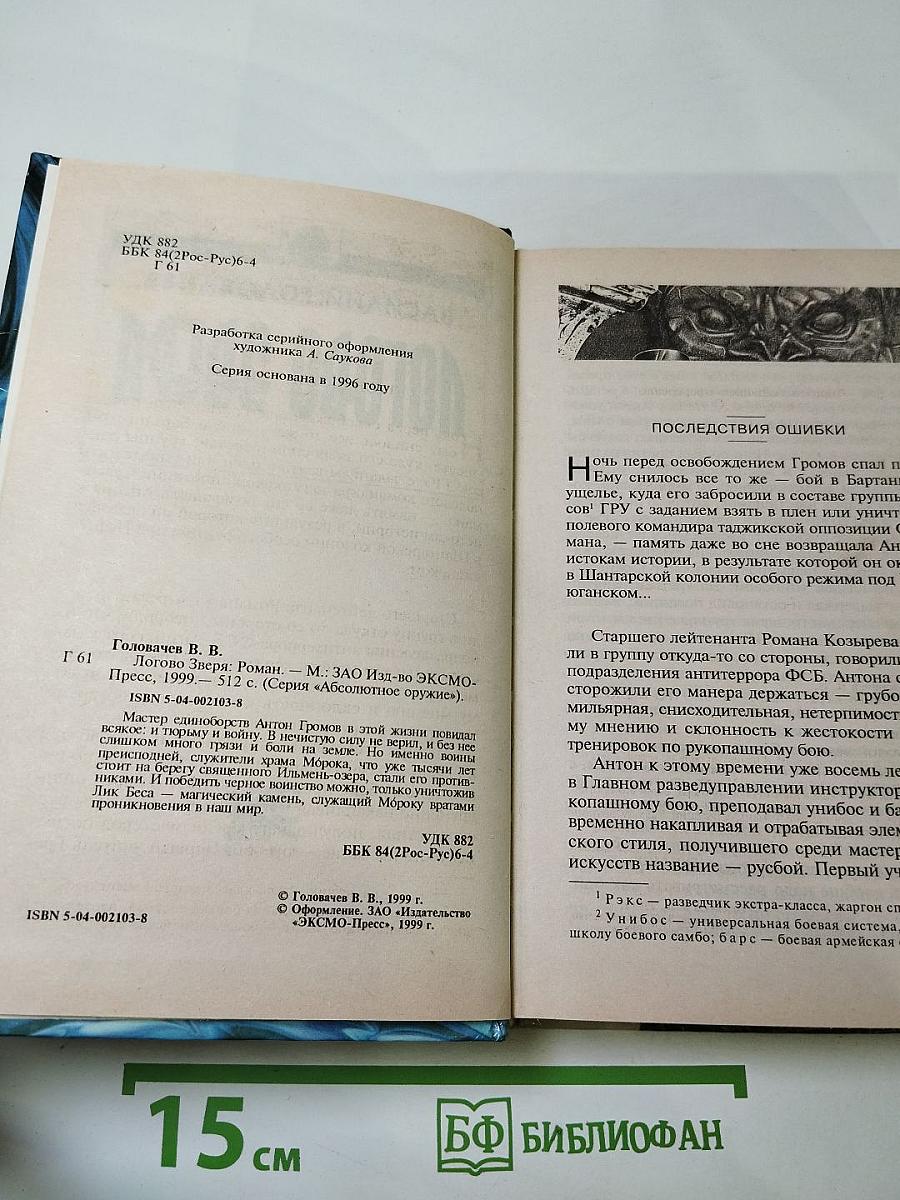 УДК 882
ББК 84(2Рос-Рус)6-4
Г 61
Разработка серийного оформления
художника А. Саукова
Серия основана в 1996 году
Головачев В. В.
Г 61 Логово Зверя: Роман. — М.: ЗАО Изд-во ЭКСМО-
Пресс, 1999.— 512 с. (Серия «Абсолютное оружие»).
ISBN 5-04-002103-8
Мастер единоборств Антон Громов в этой жизни повидал
всякое: и тюрьму и войну. В нечистую силу не верил, и без нее
слишком много грязи и боли на земле. Но именно воины
преисподней, служители храма Мо́рока, что уже тысячи лет
стоит на берегу священного Ильмень-озера, стали его против-
никами. И победить черное воинство можно, только уничтожив
Лик Беса — магический камень, служащий Мо́року вратами
проникновения в наш мир.
УДК 882
ББК 84(2Рос-Рус)6-4
ISBN 5-04-002103-8
© Головачев В. В., 1999 г.
© Оформление. ЗАО «Издательство
«ЭКСМО-Пресс», 1999 г.
ПОСЛЕДСТВИЯ ОШИБКИ
Ночь перед освобождением Громов спал п
Ему снилось все то же — бой в Бартан
ущелье, куда его забросили в составе групп
сов¹ ГРУ с заданием взять в плен или уничт
полевого командира таджикской оппозиции С
мана, — память даже во сне возвращала Ан
истокам истории, в результате которой он ок
в Шантарской колонии особого режима под
юганском...
Старшего лейтенанта Романа Козырева
ли в группу откуда-то со стороны, говорили
подразделения антитеррора ФСБ. Антона с
сторожили его манера держаться — грубо
мильярная, снисходительная, нетерпимост
му мнению и склонность к жестокости
тренировок по рукопашному бою.
Антон к этому времени уже восемь ле
в Главном разведуправлении инструктор
копашному бою, преподавал унибос и ба
временно накапливая и отрабатывая элем
ского стиля, получившего среди мастер
искусств название — русбой. Первый уч
¹ Рэкс — разведчик экстра-класса, жаргон сп
² Унибос — универсальная боевая система,
школу боевого самбо; барс — боевая армейская
15 см
БФ БИБЛИОФАН